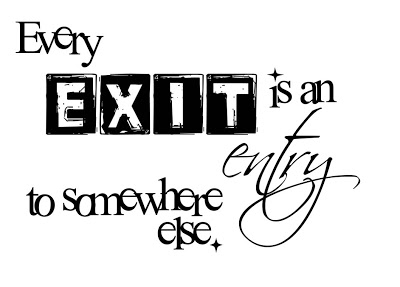 Every
EXIT is an
entry
to somewhere
else.